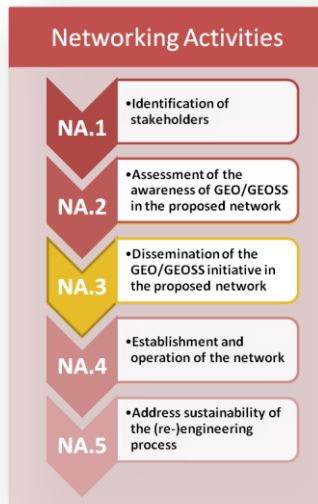 Networking Activities
NA.1
•Identification of
stakeholders
NA.2
•Assessment of the
awareness of GEO/GEOSS
in the proposed network
NA.3
•Dissemination of the
GEO/GEOSS initiative in
the proposed network
NA.4
•Establishment and
operation of the network
NA.5
•Address sustainability of
the (re-)engineering
process